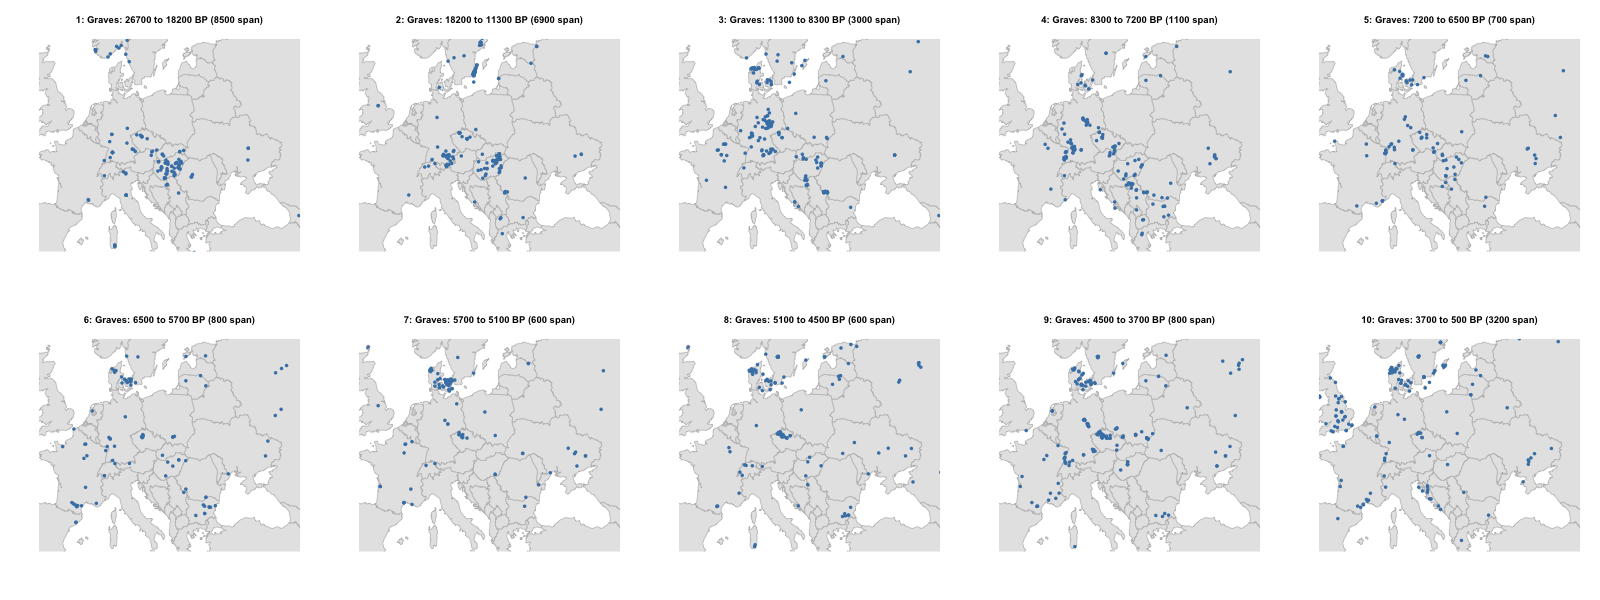 1: Graves: 26700 to 18200 BP (8500 span)
2: Graves: 18200 to 11300 BP (6900 span)
3: Graves: 11300 to 8300 BP (3000 span)
4: Graves: 8300 to 7200 BP (1100 span)
5: Graves: 7200 to 6500 BP (700 span)
6: Graves: 6500 to 5700 BP (800 span)
7: Graves: 5700 to 5100 BP (600 span)
8: Graves: 5100 to 4500 BP (600 span)
9: Graves: 4500 to 3700 BP (800 span)
10: Graves: 3700 to 500 BP (3200 span)